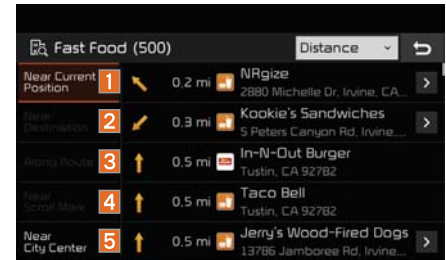 Fast Food (500)
Distance
Near Current
Position
1
0.2 mi
NRgize
2880 Michelle Dr, Irvine, CA...
Near
Destination
2
0.3 mi
Kookie's Sandwiches
5 Peters Canyon Rd, Irvine,...
Along Route
3
0.5 mi
In-N-Out Burger
Tustin, CA 92782
Near
Scroll Mark
4
0.5 mi
Taco Bell
Tustin, CA 92782
Near
City Center
5
0.5 mi
Jerry's Wood-Fired Dogs
13786 Jamboree Rd, Irvine...